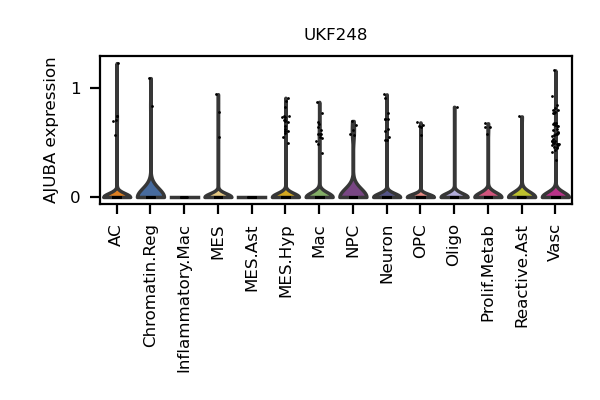 UKF248
AJUBA expression
1
0
AC
Chromatin.Reg
Inflammatory.Mac
MES
MES.Ast
MES.Hyp
Mac
NPC
Neuron
OPC
Oligo
Prolif.Metab
Reactive.Ast
Vasc